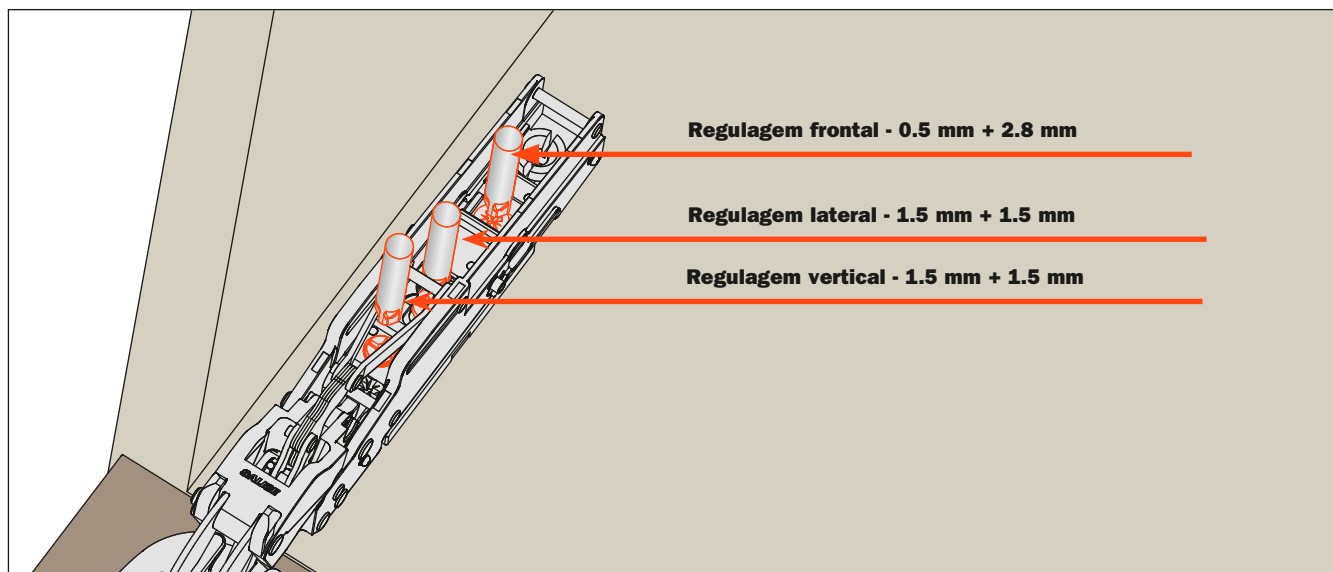 Regulagem frontal - 0.5 mm + 2.8 mm
Regulagem lateral - 1.5 mm + 1.5 mm
Regulagem vertical - 1.5 mm + 1.5 mm
SALICE